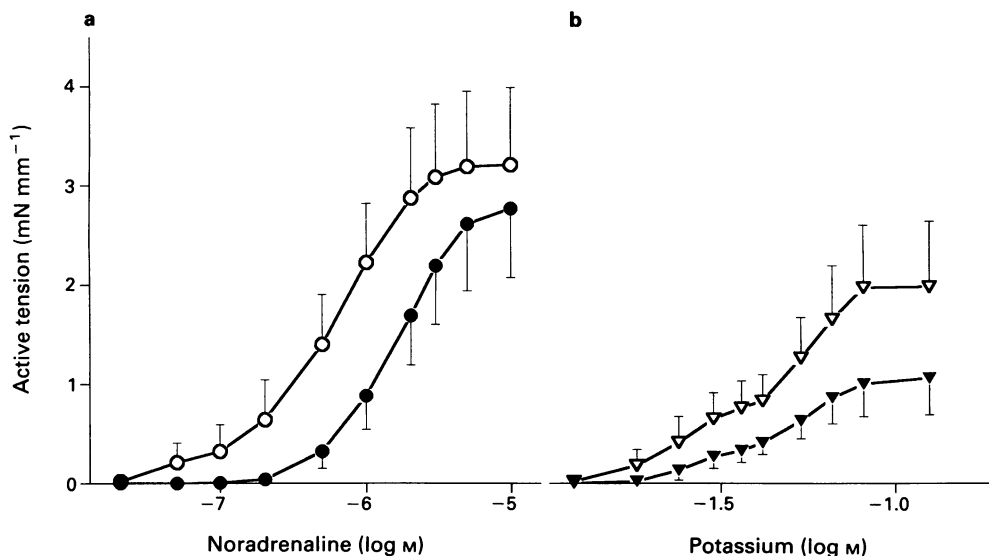 a
b
Active tension (mN mm⁻¹)
4
3
2
1
0
−7
−6
−5
−1.5
−1.0
Noradrenaline (log M)
Potassium (log M)